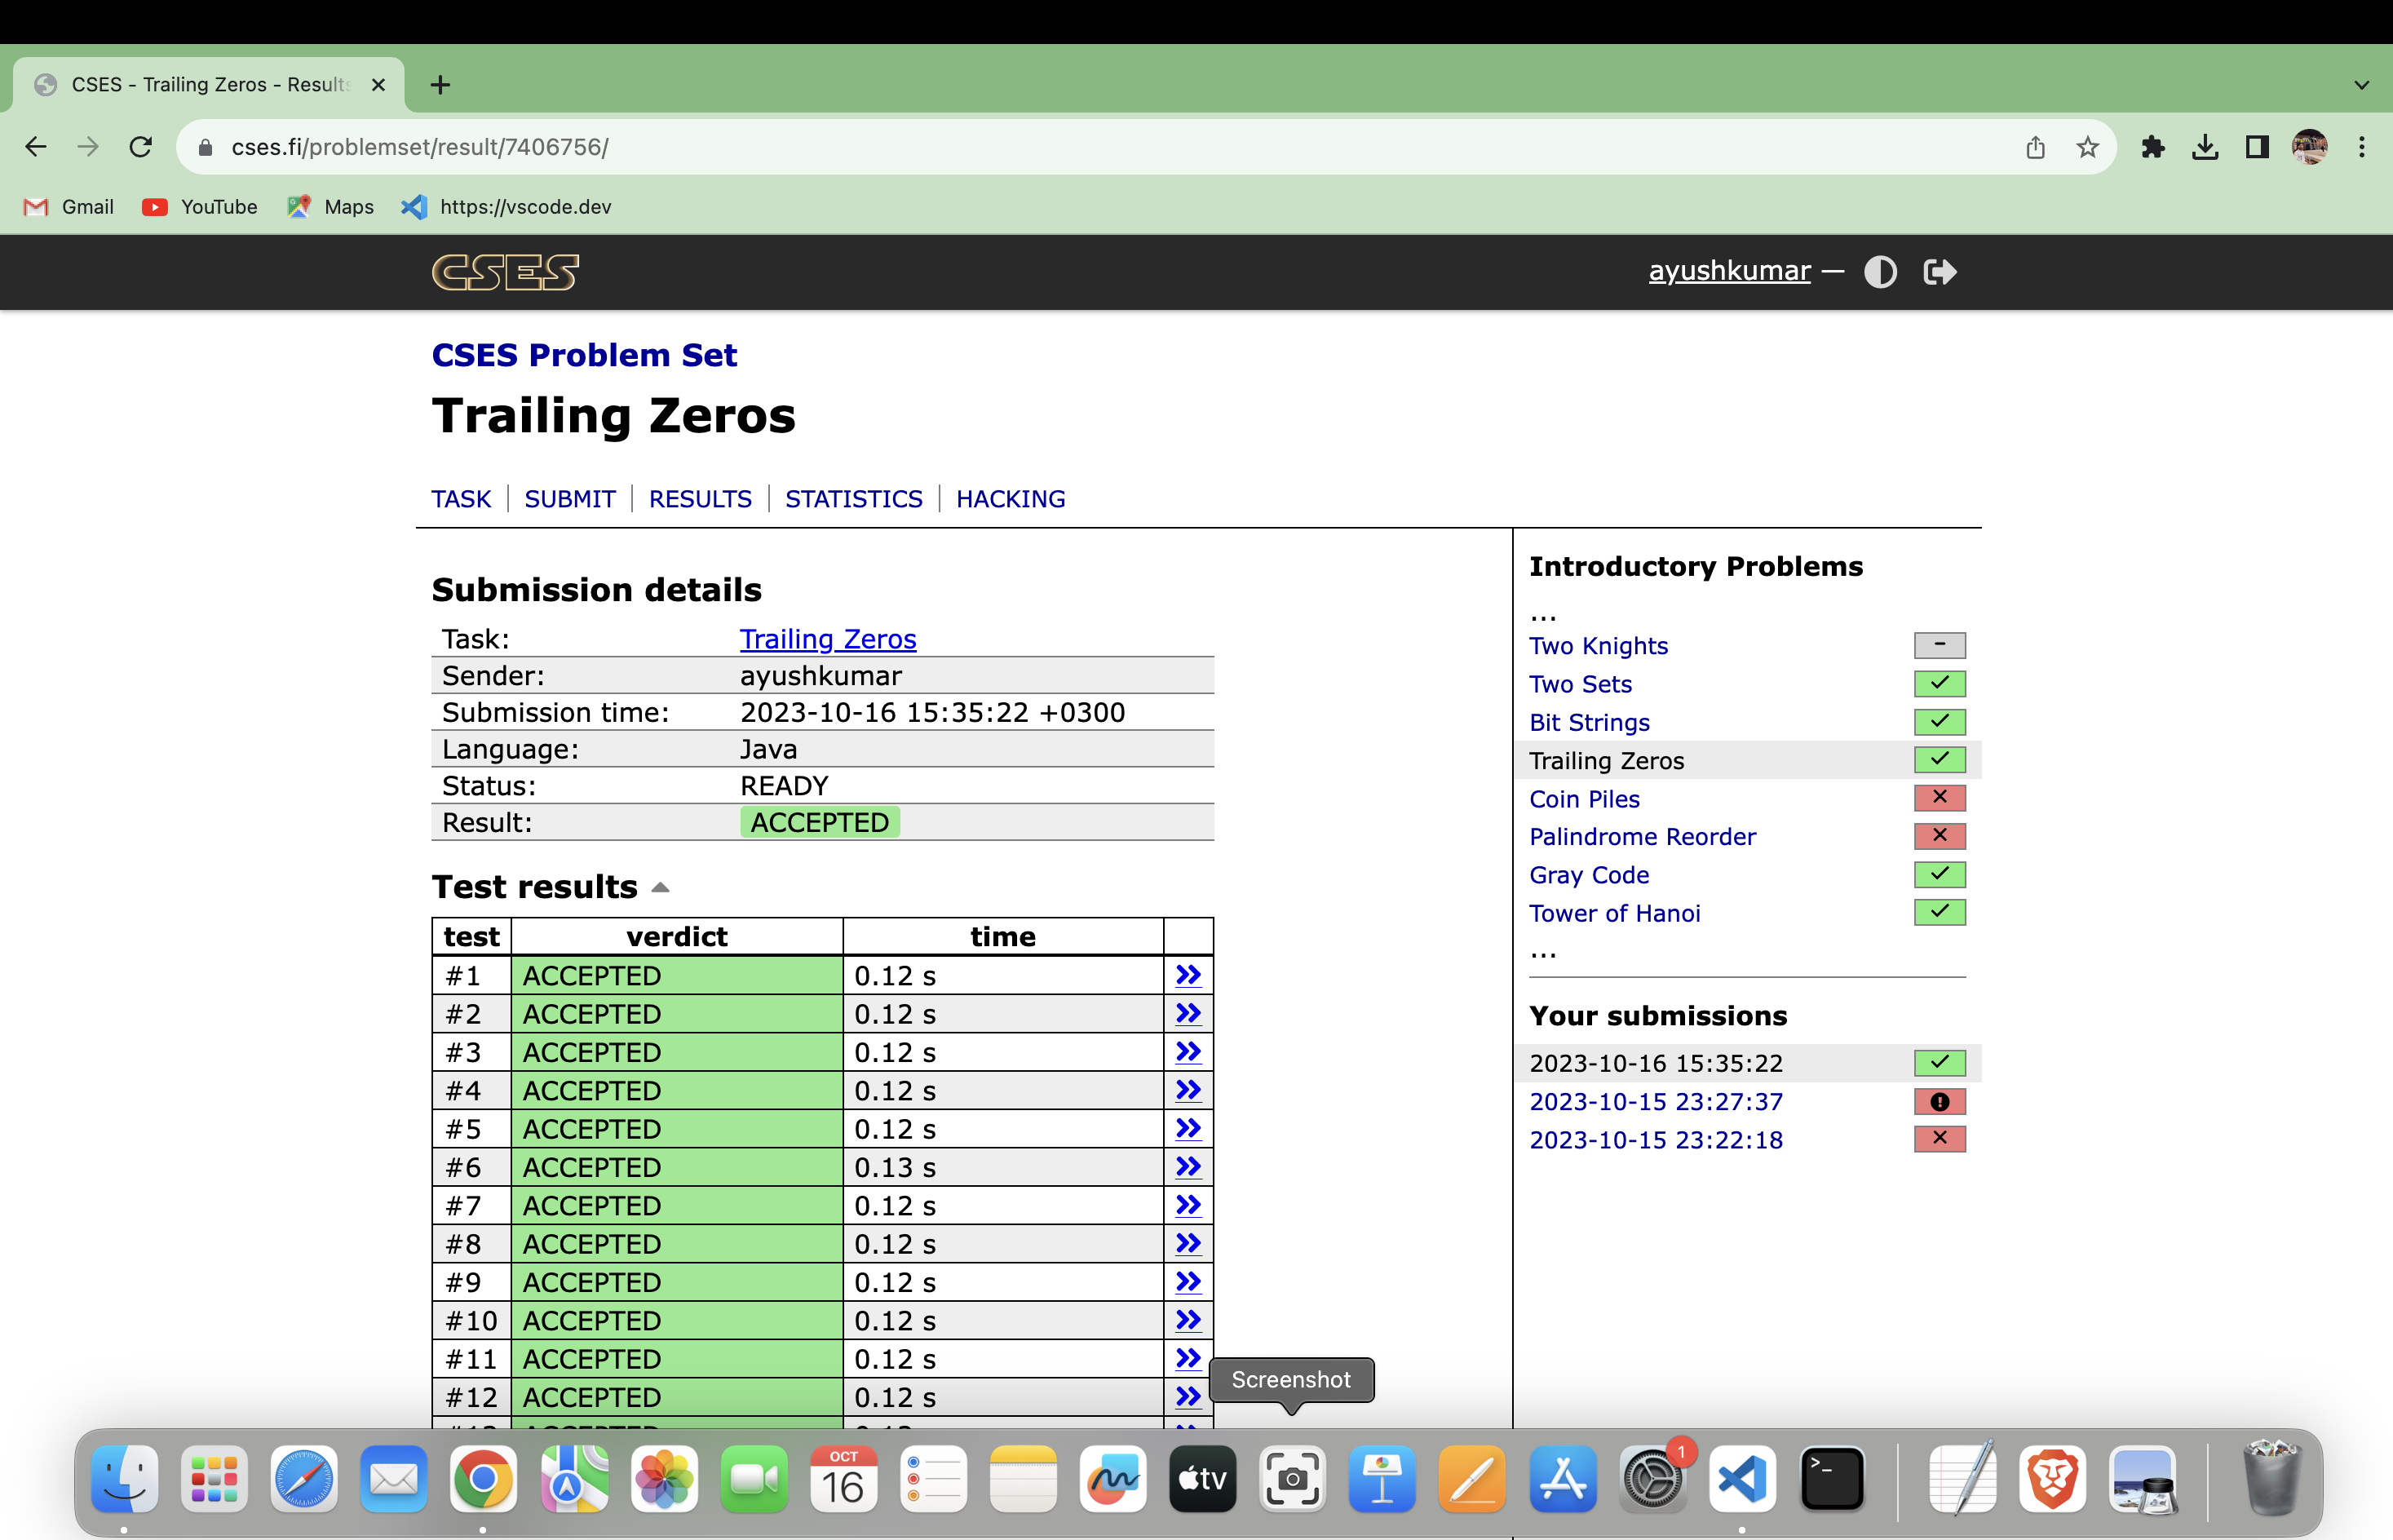 CSES - Trailing Zeros - Results
cses.fi/problemset/result/7406756/
Gmail YouTube Maps https://vscode.dev
CSES
ayushkumar —
CSES Problem Set
Trailing Zeros
TASK | SUBMIT | RESULTS | STATISTICS | HACKING
Submission details
Task: Trailing Zeros
Sender: ayushkumar
Submission time: 2023-10-16 15:35:22 +0300
Language: Java
Status: READY
Result: ACCEPTED
Test results
test verdict time
#1 ACCEPTED 0.12 s »
#2 ACCEPTED 0.12 s »
#3 ACCEPTED 0.12 s »
#4 ACCEPTED 0.12 s »
#5 ACCEPTED 0.12 s »
#6 ACCEPTED 0.13 s »
#7 ACCEPTED 0.12 s »
#8 ACCEPTED 0.12 s »
#9 ACCEPTED 0.12 s »
#10 ACCEPTED 0.12 s »
#11 ACCEPTED 0.12 s »
#12 ACCEPTED 0.12 s »
Introductory Problems
...
Two Knights –
Two Sets
Bit Strings
Trailing Zeros
Coin Piles
Palindrome Reorder
Gray Code
Tower of Hanoi
...
Your submissions
2023-10-16 15:35:22
2023-10-15 23:27:37
2023-10-15 23:22:18
Screenshot
OCT
16
tv
1
>_